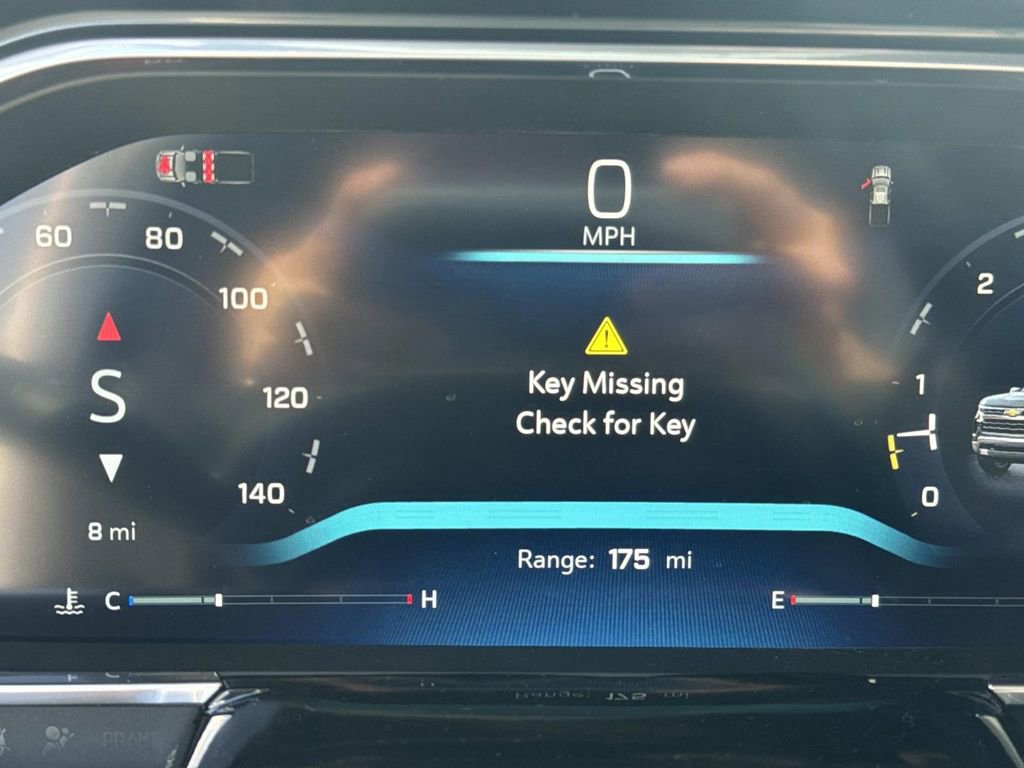 0
MPH
60
80
100
120
140
S
8 mi
Key Missing
Check for Key
2
1
0
Range: 175 mi
C
H
E
BRAKE